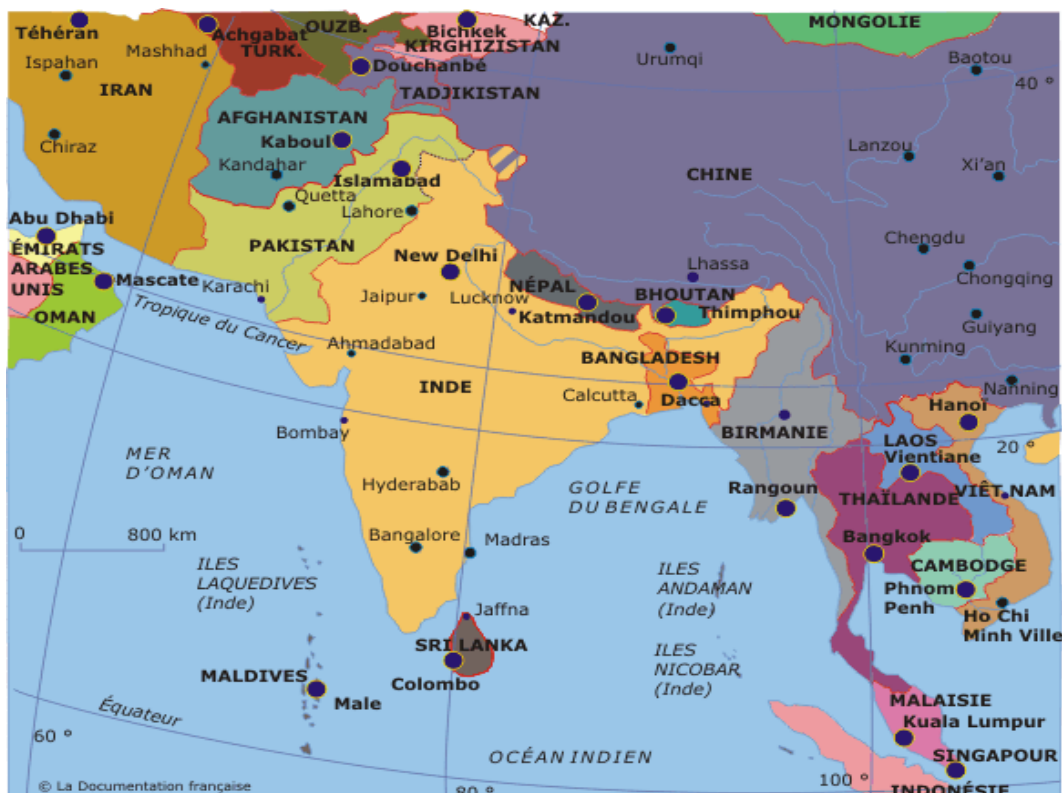 OUZB.
KAZ.
MONGOLIE
Téhéran
Achgabat
Bichkek
Mashhad
TURK.
KIRGHIZISTAN
Ispahan
Douchanbé
Urumqi
Baotou
IRAN
TADJIKISTAN
40 °
AFGHANISTAN
Kaboul
Chiraz
Lanzou
Kandahar
Xi’an
Islamabad
CHINE
Quetta
Lahore
Abu Dhabi
ÉMIRATS
ARABES
UNIS
PAKISTAN
New Delhi
Chengdu
Lhassa
Chongqing
Mascate
Karachi
NÉPAL
BHOUTAN
Jaipur
Lucknow
OMAN
Tropique du Cancer
Katmandou
Thimphou
Guiyang
Ahmadabad
BANGLADESH
Kunming
INDE
Calcutta
Dacca
Nanning
Hanoï
Bombay
BIRMANIE
LAOS
Vientiane
20 °
MER
D’OMAN
Hyderabab
GOLFE
DU BENGALE
Rangoun
THAÏLANDE
VIÊT NAM
0
800 km
Bangalore
Madras
Bangkok
ILES
LAQUEDIVES
(Inde)
ILES
ANDAMAN
(Inde)
CAMBODGE
Phnom
Penh
Jaffna
Ho Chi
Minh Ville
SRI LANKA
ILES
NICOBAR
(Inde)
MALDIVES
Colombo
Male
MALAISIE
Équateur
Kuala Lumpur
60 °
OCÉAN INDIEN
SINGAPOUR
100 °
© La Documentation française
80 °
INDONÉSIE